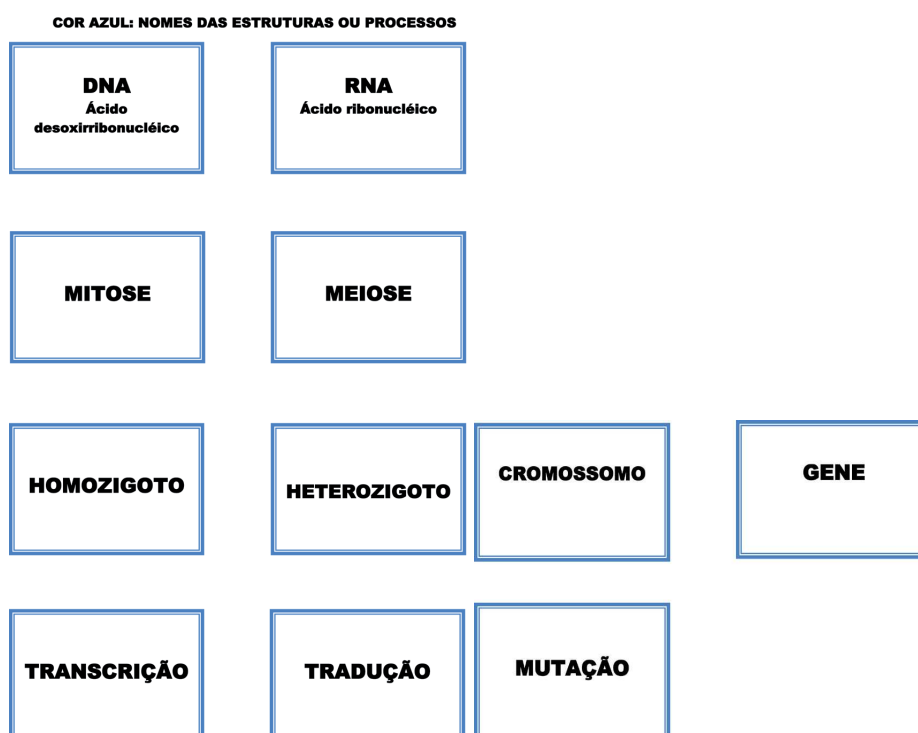 COR AZUL: NOMES DAS ESTRUTURAS OU PROCESSOS
DNA
Ácido
desoxirribonucléico
RNA
Ácido ribonucléico
MITOSE
MEIOSE
HOMOZIGOTO
HETEROZIGOTO
CROMOSSOMO
GENE
TRANSCRIÇÃO
TRADUÇÃO
MUTAÇÃO